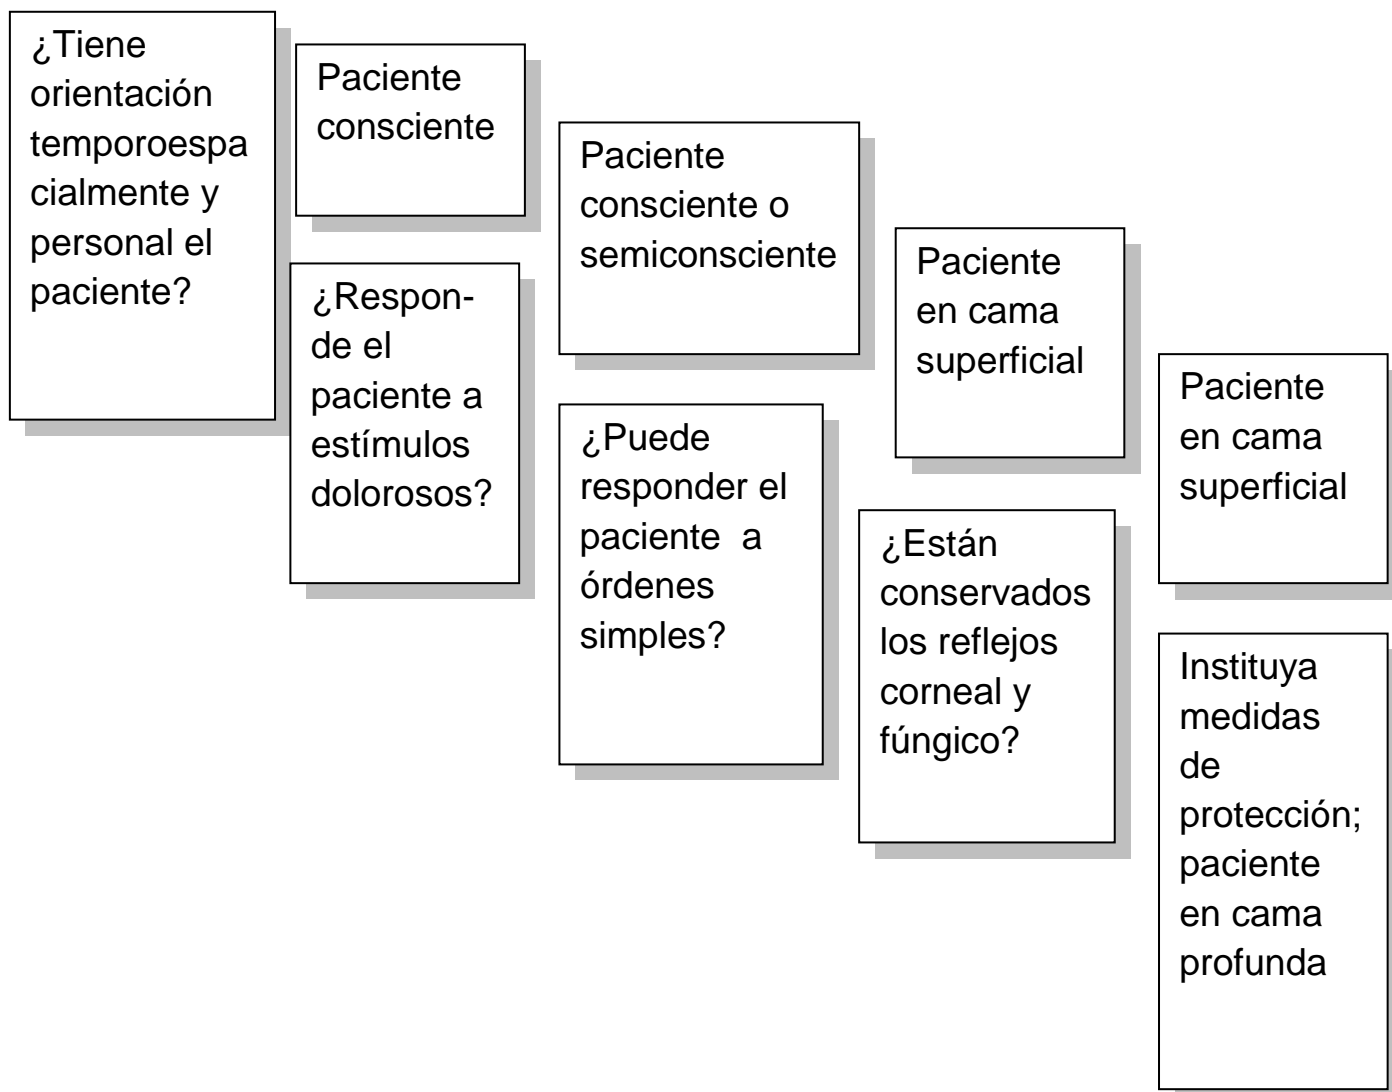 ¿Tiene
orientación
temporoespa
cialmente y
personal el
paciente?
Paciente
consciente
¿Respon-
de el
paciente a
estímulos
dolorosos?
Paciente
consciente o
semiconsciente
¿Puede
responder el
paciente  a
órdenes
simples?
Paciente
en cama
superficial
¿Están
conservados
los reflejos
corneal y
fúngico?
Paciente
en cama
superficial
Instituya
medidas
de
protección;
paciente
en cama
profunda